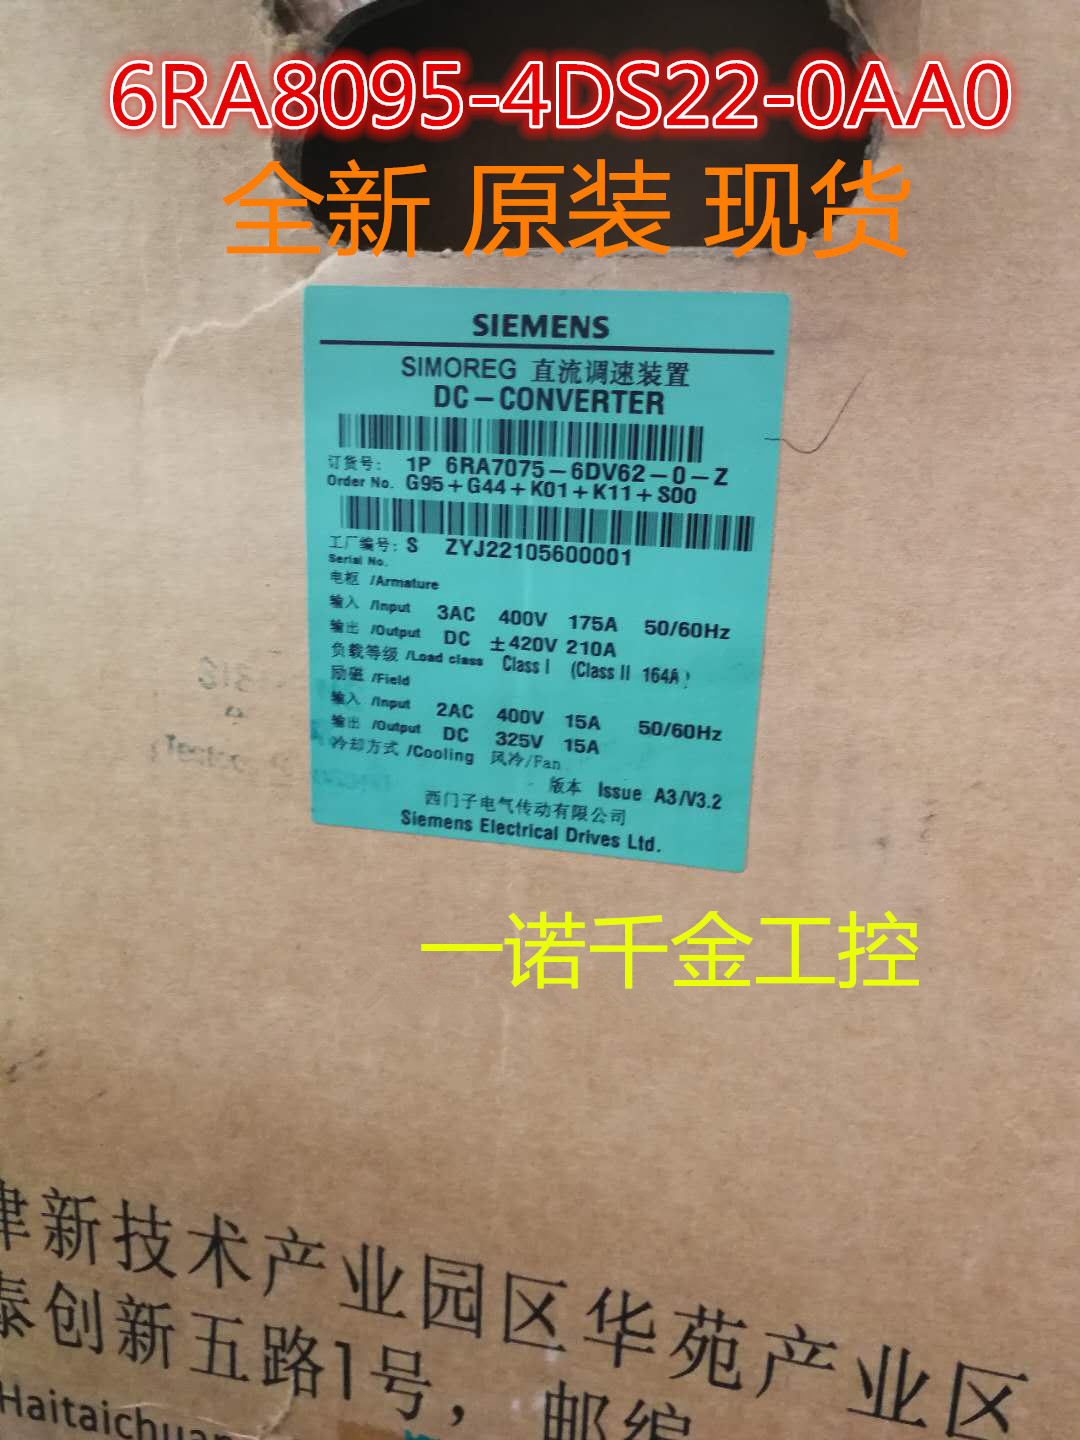 6RA8095-4DS22-0AA0
全新 原装 现货
SIEMENS
SIMOREG 直流调速装置
DC-CONVERTER
订货号: 1P 6RA7075-6DV62-0-Z
Order No. G95+G44+K01+K11+S00
工厂编号: S ZYJ22105600001
Serial No.
电枢 /Armature
输入 /Input 3AC 400V 175A 50/60Hz
输出 /Output DC ±420V 210A
负载等级 /Load class Class I (Class II 164A)
励磁 /Field
输入 /Input 2AC 400V 15A 50/60Hz
输出 /Output DC 325V 15A
冷却方式 /Cooling 风冷/Fan
版本 Issue A3/V3.2
西门子电气传动有限公司
Siemens Electrical Drives Ltd.
一诺千金工控
津新技术产业园区华苑产业区
泰创新五路1号，邮编
Haitaichua